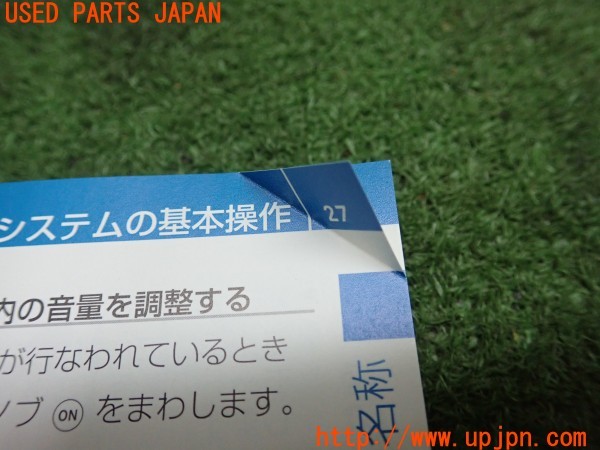 USED PARTS JAPAN
システムの基本操作 27
内の音量を調整する
が行なわれているとき
ノブ ON をまわします。
名称
http://www.upjpn.com